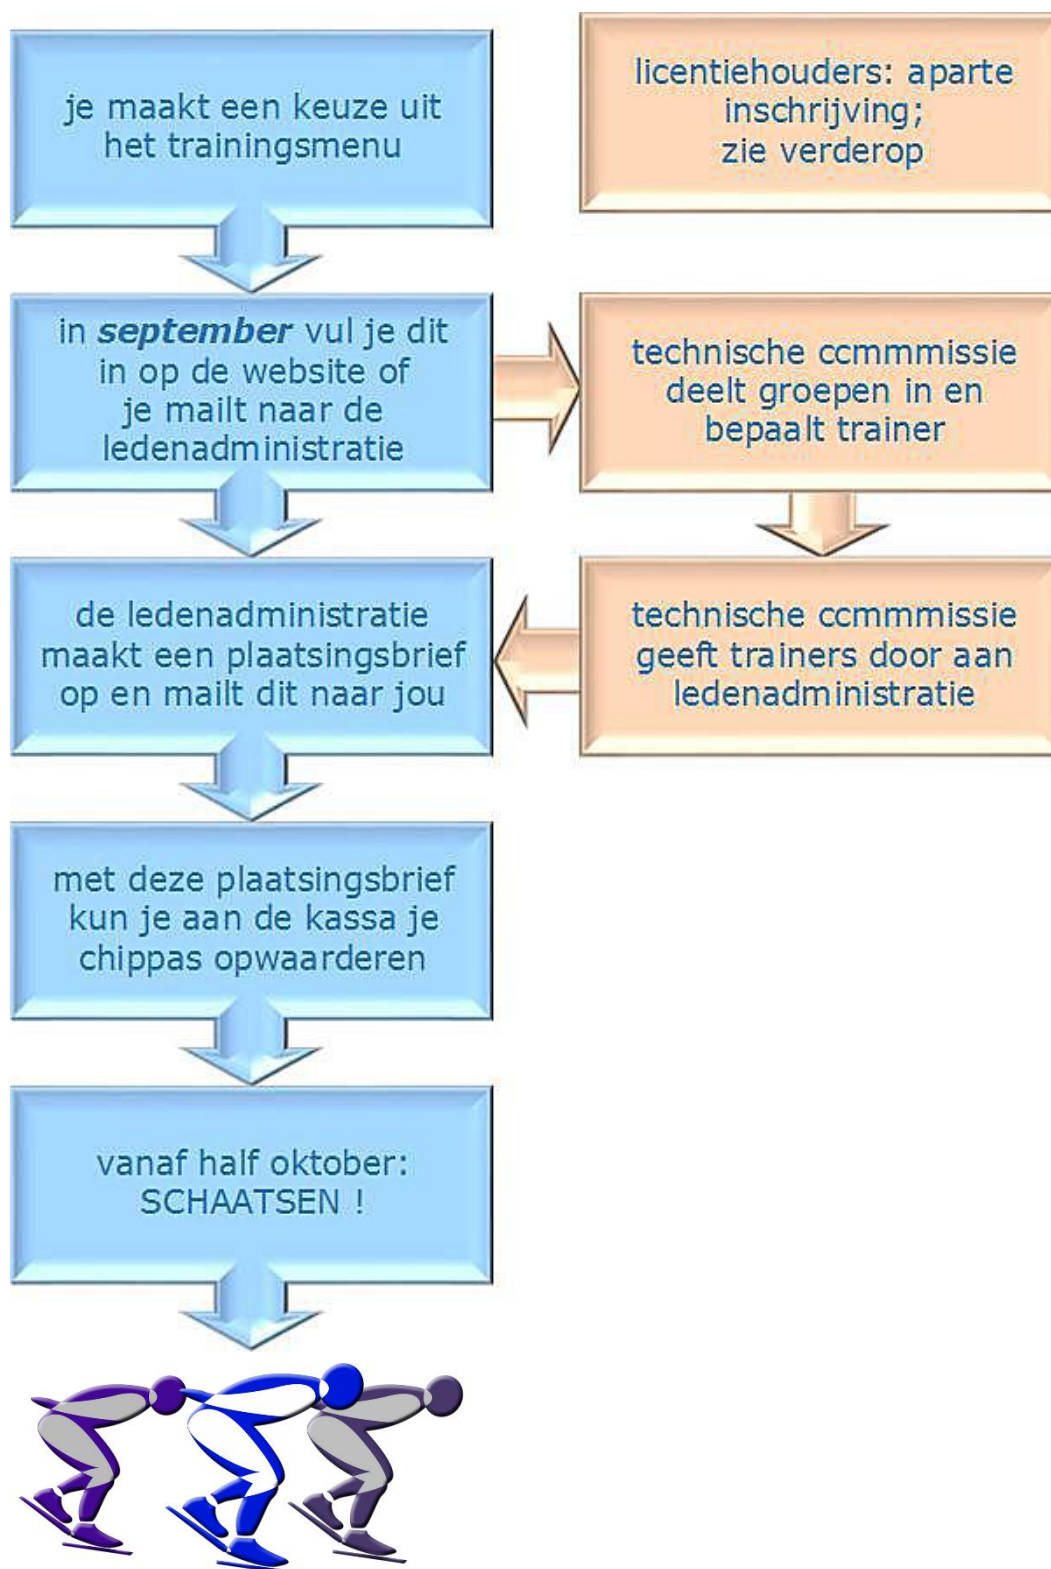 je maakt een keuze uit
het trainingsmenu
licentiehouders: aparte
inschrijving;
zie verderop
in september vul je dit
in op de website of
je mailt naar de
ledenadministratie
technische ccmmmissie
deelt groepen in en
bepaalt trainer
technische ccmmmissie
geeft trainers door aan
ledenadministratie
de ledenadministratie
maakt een plaatsingsbrief
op en mailt dit naar jou
met deze plaatsingsbrief
kun je aan de kassa je
chippas opwaarderen
vanaf half oktober:
SCHAATSEN !